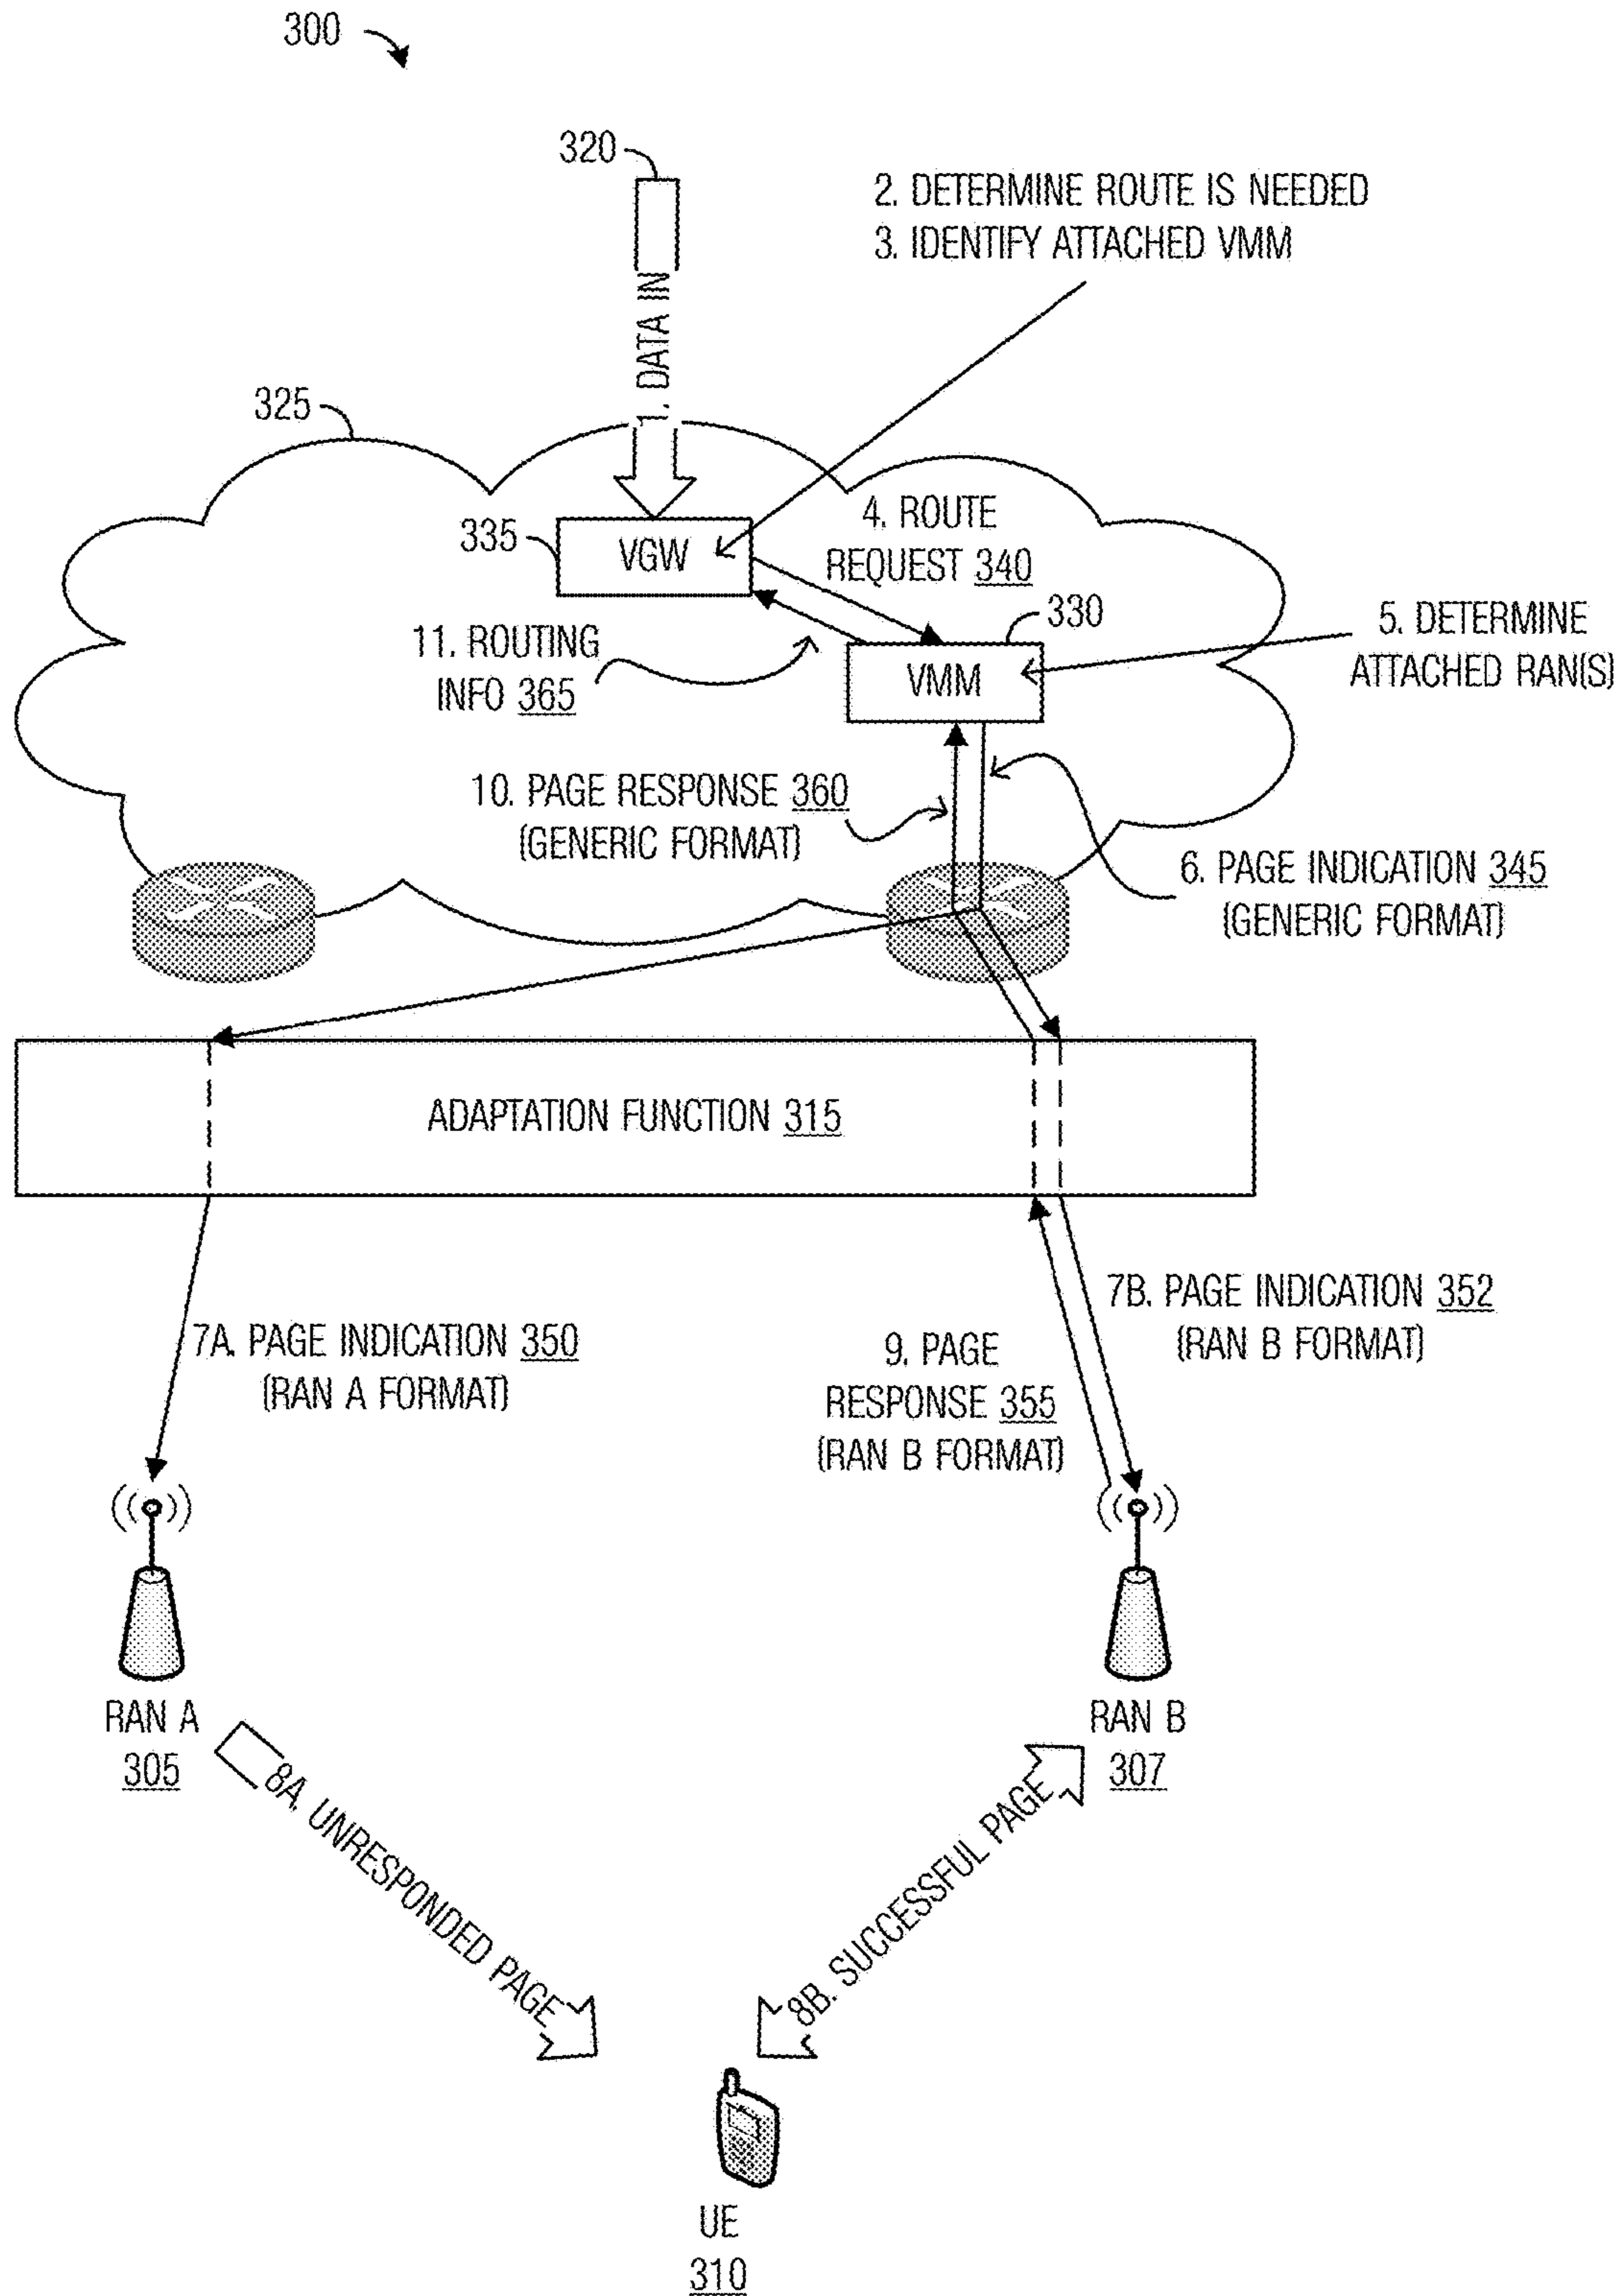 300
320
2. DETERMINE ROUTE IS NEEDED
3. IDENTIFY ATTACHED VMM
1. DATA IN
325
335
VGW
4. ROUTE
REQUEST 340
330
11. ROUTING
INFO 365
VMM
5. DETERMINE
ATTACHED RAN(S)
10. PAGE RESPONSE 360
(GENERIC FORMAT)
6. PAGE INDICATION 345
(GENERIC FORMAT)
ADAPTATION FUNCTION 315
7A. PAGE INDICATION 350
(RAN A FORMAT)
7B. PAGE INDICATION 352
(RAN B FORMAT)
9. PAGE
RESPONSE 355
(RAN B FORMAT)
RAN A
305
RAN B
307
8A. UNRESPONDED PAGE
8B. SUCCESSFUL PAGE
UE
310